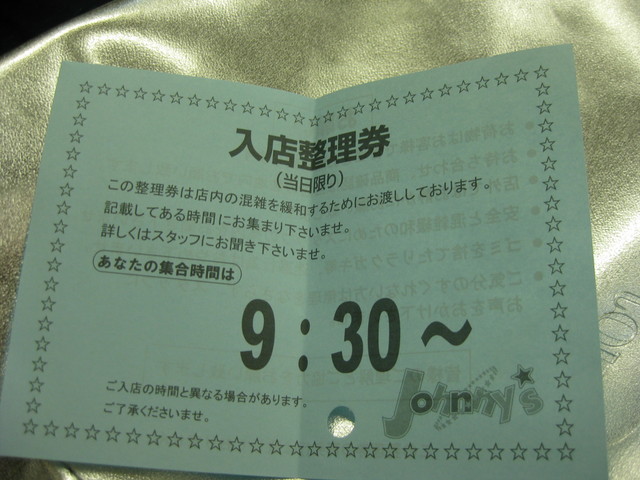 入店整理券
(当日限り)
この整理券は店内の混雑を緩和するためにお渡ししております。
記載してある時間にお集まり下さいませ。
詳しくはスタッフにお聞き下さいませ。
あなたの集合時間は
9：30～
ご入店の時間と異なる場合があります。
ご了承くださいませ。
Johnny's